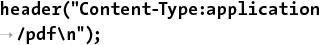 header("Content-Type:application
→ /pdf\n");